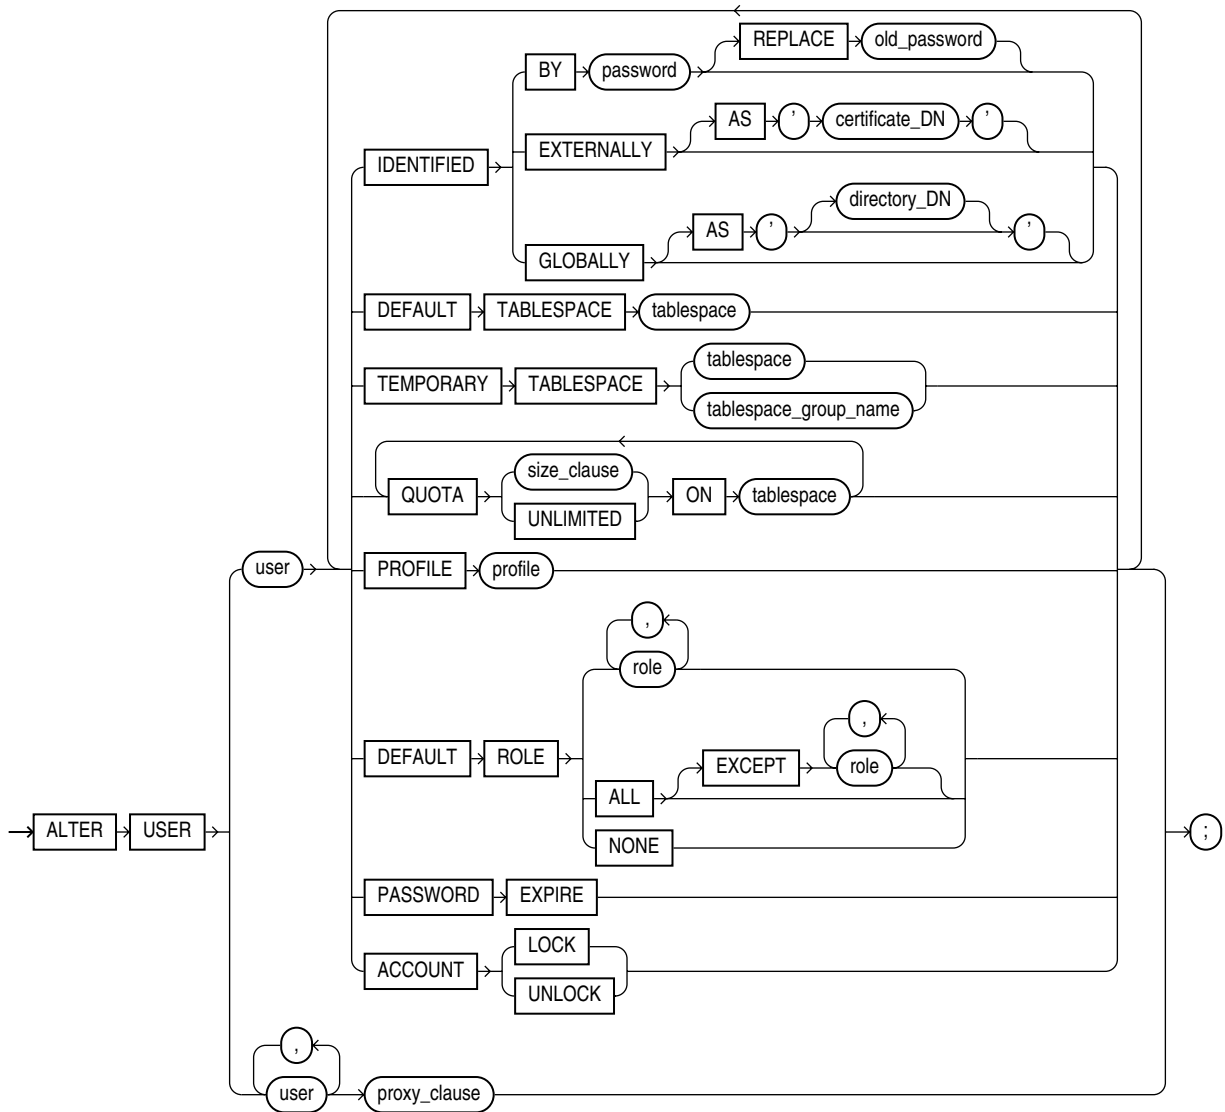 REPLACE old_password
BY password
AS ' certificate_DN '
EXTERNALLY
IDENTIFIED
directory_DN
AS ' '
GLOBALLY
DEFAULT TABLESPACE tablespace
tablespace
TEMPORARY TABLESPACE
tablespace_group_name
size_clause
QUOTA ON tablespace
UNLIMITED
user PROFILE profile
,
role
,
DEFAULT ROLE EXCEPT role
ALL
ALTER USER ;
NONE
PASSWORD EXPIRE
LOCK
ACCOUNT
UNLOCK
,
user proxy_clause